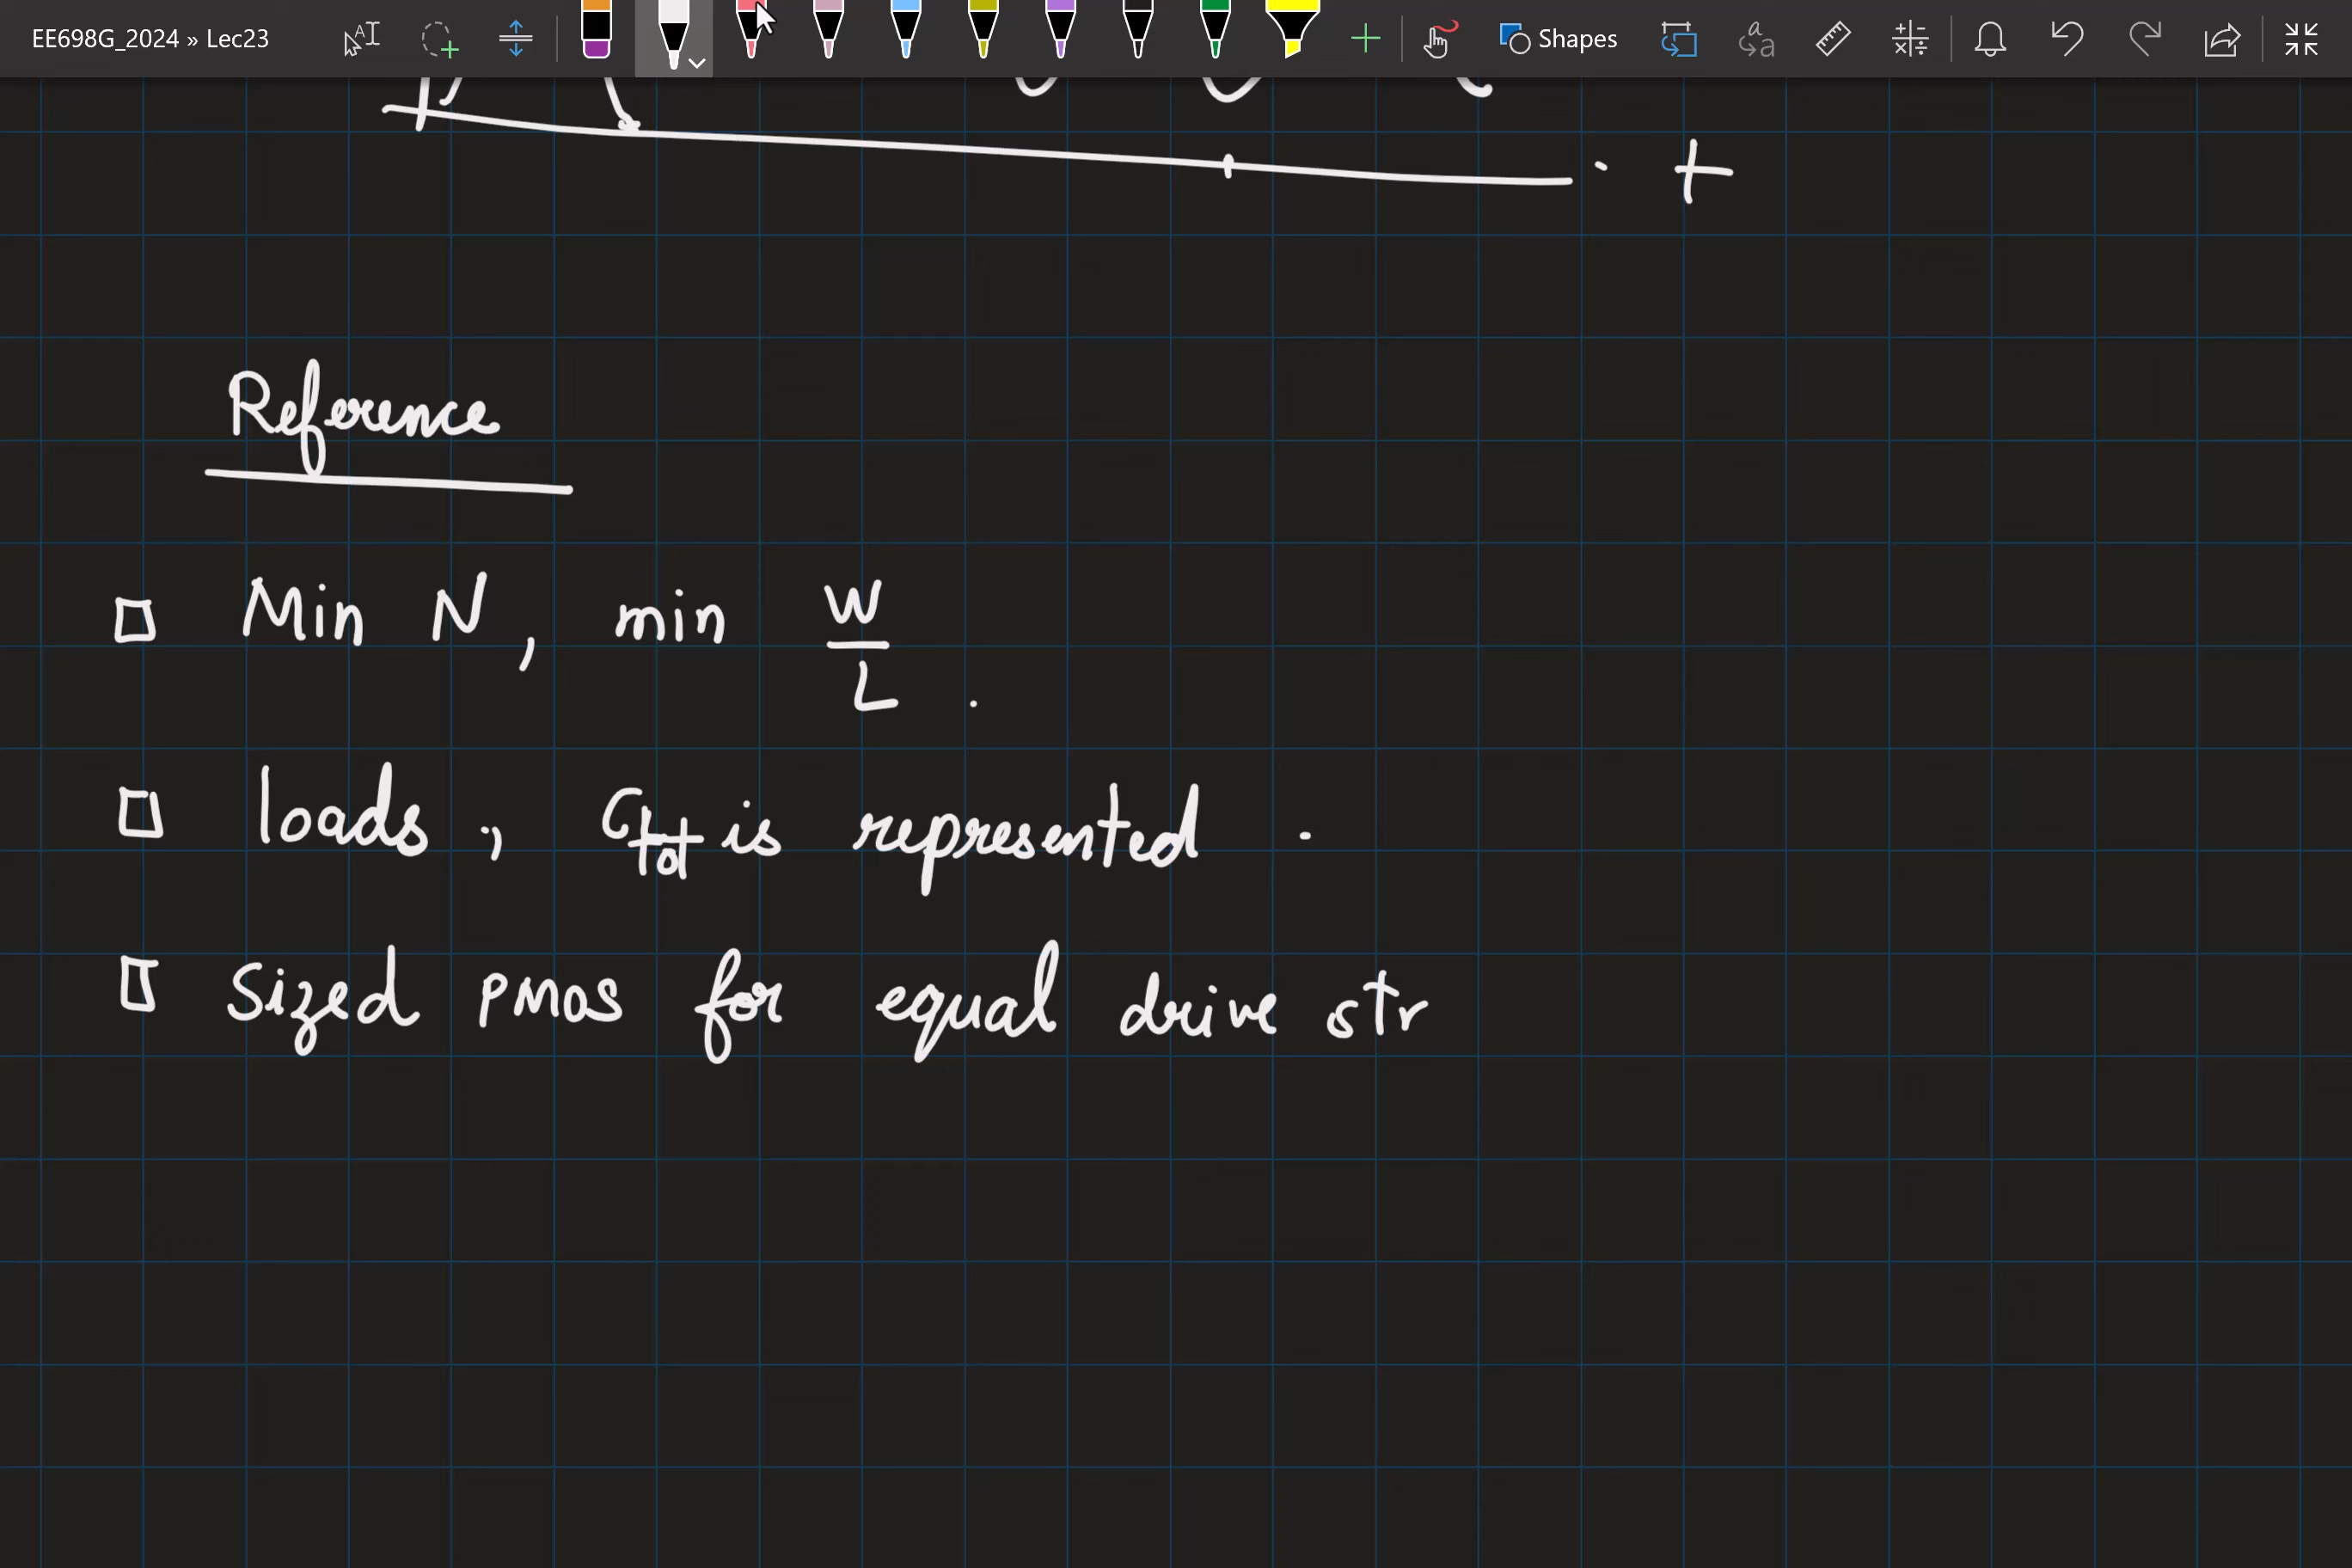 EE698G_2024 » Lec23
Shapes
+
Reference
Min N, min W/L .
loads, Ctot is represented .
Sized PMOS for equal drive str